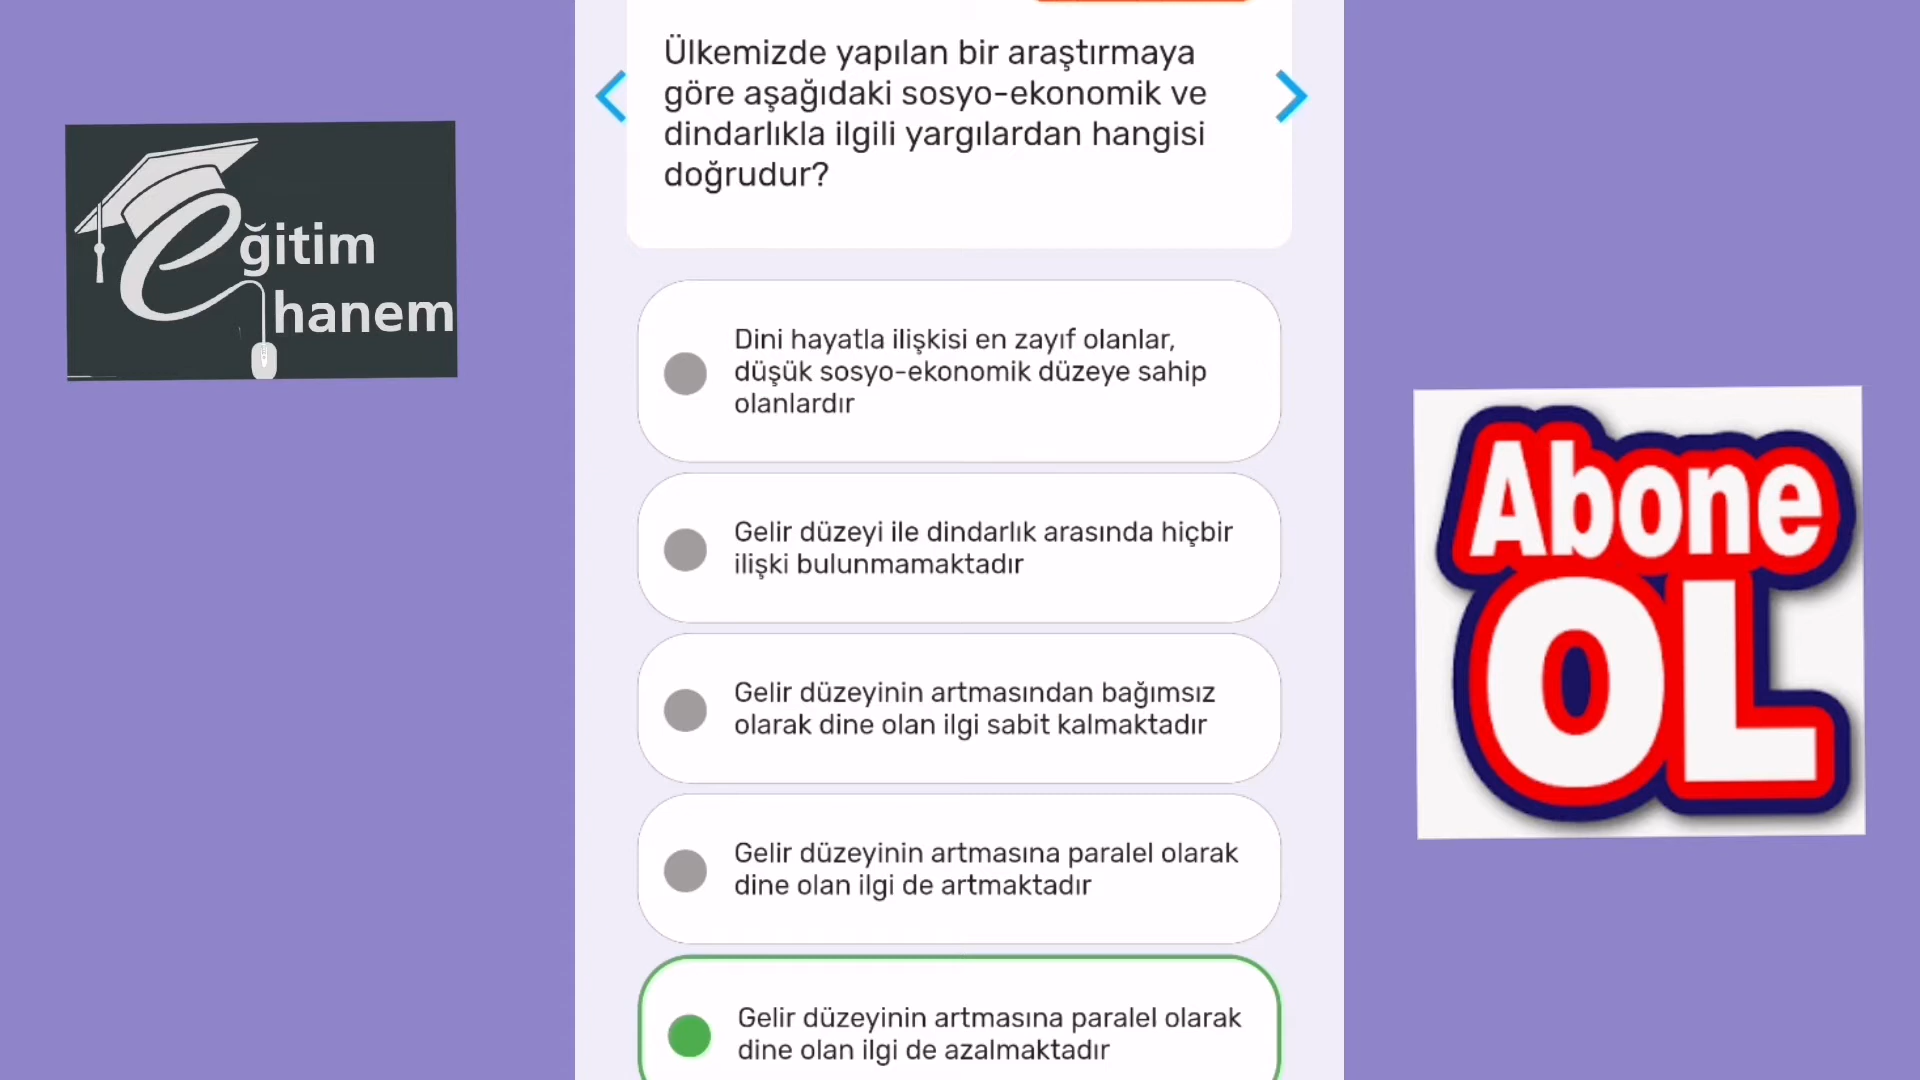 Ülkemizde yapılan bir araştırmaya
göre aşağıdaki sosyo-ekonomik ve
dindarlıkla ilgili yargılardan hangisi
doğrudur?
eğitim
hanem
Dini hayatla ilişkisi en zayıf olanlar,
düşük sosyo-ekonomik düzeye sahip
olanlardır
Gelir düzeyi ile dindarlık arasında hiçbir
ilişki bulunmamaktadır
Gelir düzeyinin artmasından bağımsız
olarak dine olan ilgi sabit kalmaktadır
Gelir düzeyinin artmasına paralel olarak
dine olan ilgi de artmaktadır
Gelir düzeyinin artmasına paralel olarak
dine olan ilgi de azalmaktadır
Abone
OL